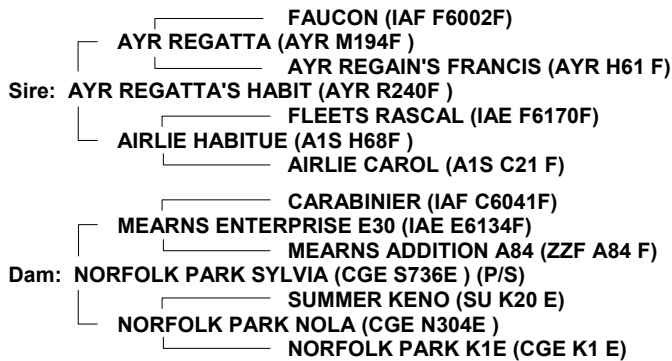 FAUCON (IAF F6002F)
AYR REGATTA (AYR M194F )
AYR REGAIN'S FRANCIS (AYR H61 F)
Sire: AYR REGATTA'S HABIT (AYR R240F )
FLEETS RASCAL (IAE F6170F)
AIRLIE HABITUE (A1S H68F )
AIRLIE CAROL (A1S C21 F)
CARABINIER (IAF C6041F)
MEARNS ENTERPRISE E30 (IAE E6134F)
MEARNS ADDITION A84 (ZZF A84 F)
Dam: NORFOLK PARK SYLVIA (CGE S736E ) (P/S)
SUMMER KENO (SU K20 E)
NORFOLK PARK NOLA (CGE N304E )
NORFOLK PARK K1E (CGE K1 E)